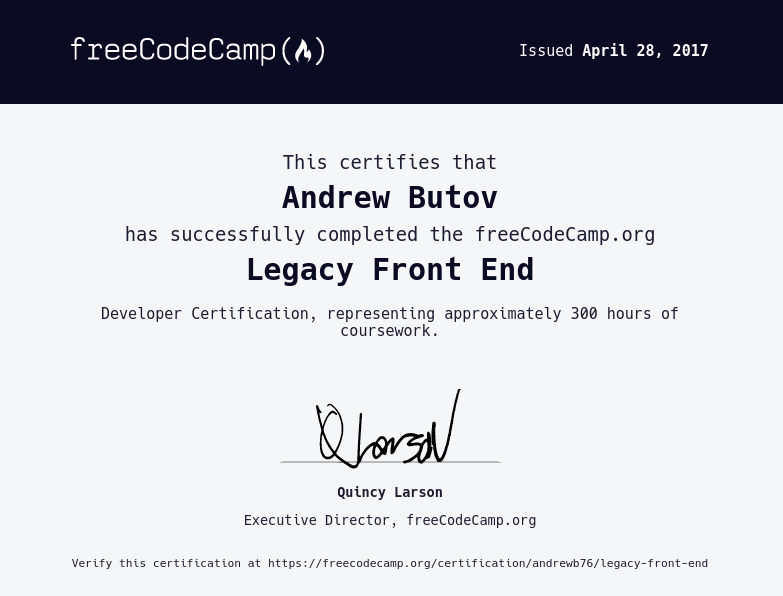 freeCodeCamp(🔥)
Issued April 28, 2017
This certifies that
Andrew Butov
has successfully completed the freeCodeCamp.org
Legacy Front End
Developer Certification, representing approximately 300 hours of
coursework.
QLarson
Quincy Larson
Executive Director, freeCodeCamp.org
Verify this certification at https://freecodecamp.org/certification/andrewb76/legacy-front-end